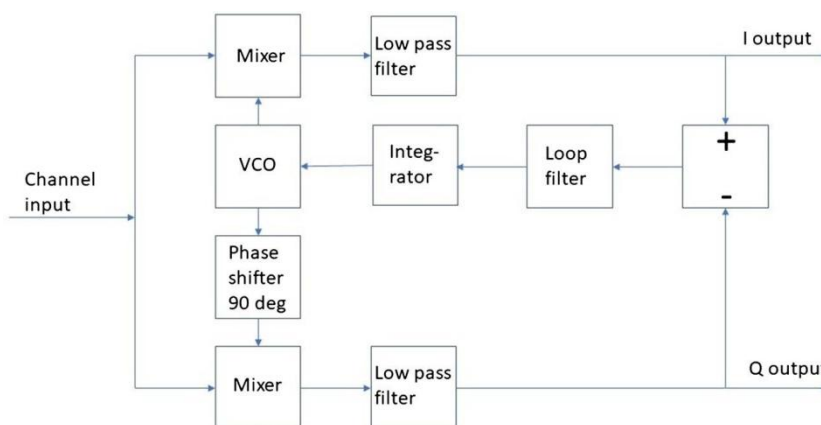 Mixer
Low pass
filter
I output
Channel
input
VCO
Integ-
rator
Loop
filter
+
-
Phase
shifter
90 deg
Mixer
Low pass
filter
Q output